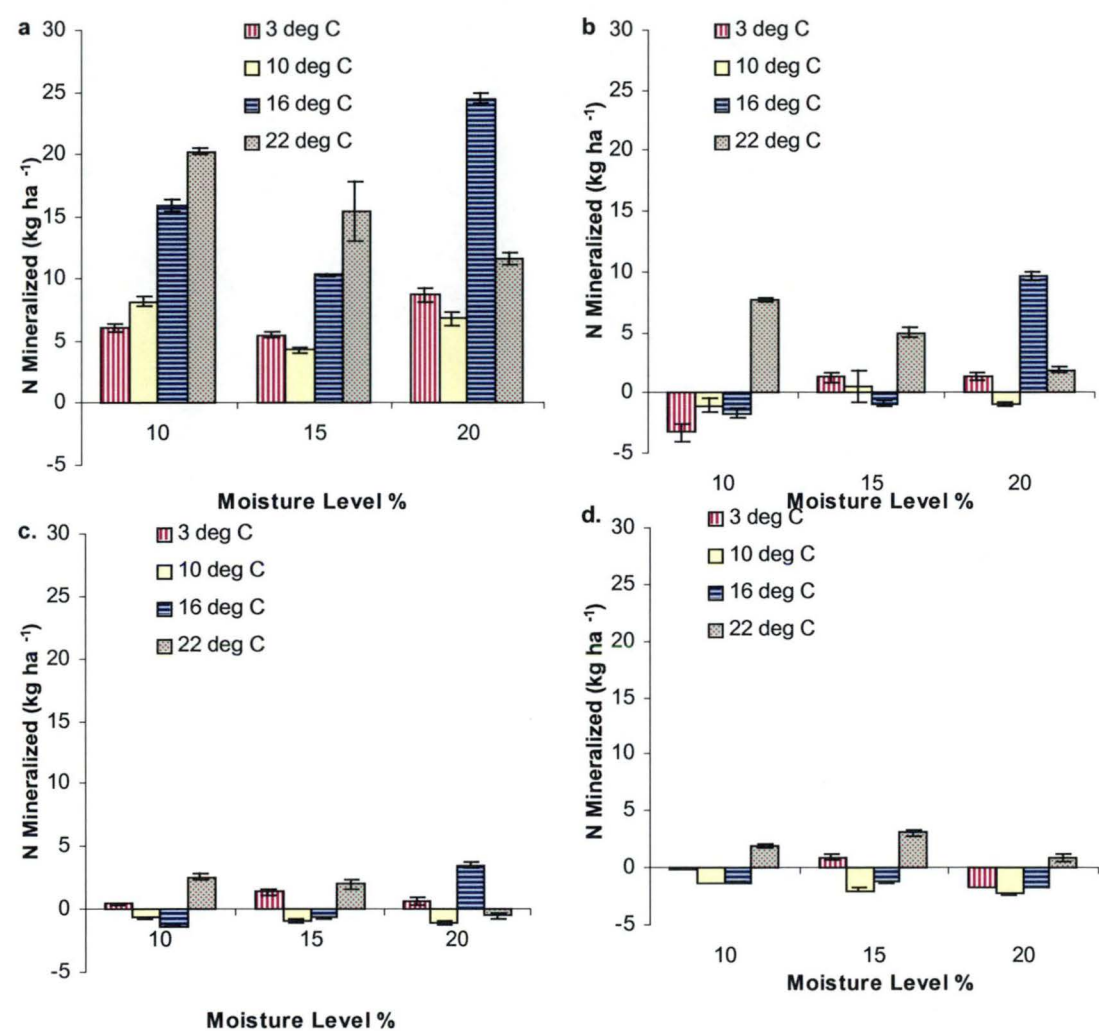 a
30
25
20
15
10
5
0
-5
N Mineralized (kg ha -1)
3 deg C
10 deg C
16 deg C
22 deg C
10 15 20
Moisture Level %
b
30
25
20
15
10
5
0
-5
N Mineralized (kg ha -1)
3 deg C
10 deg C
16 deg C
22 deg C
10 15 20
Moisture Level %
c.
30
25
20
15
10
5
0
-5
N Mineralized (kg ha -1)
3 deg C
10 deg C
16 deg C
22 deg C
10 15 20
Moisture Level %
d.
30
25
20
15
10
5
0
-5
N Mineralized (kg ha -1)
3 deg C
10 deg C
16 deg C
22 deg C
10 15 20
Moisture Level %